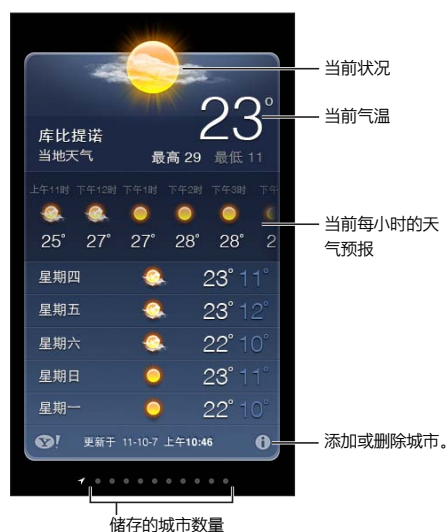 当前状况
23°
当前气温
库比提诺
当地天气
最高 29 最低 11
上午11时 下午12时 下午1时 下午2时 下午3时 下午
25° 27° 27° 28° 28° 2
当前每小时的天
气预报
星期四 23° 11°
星期五 23° 12°
星期六 22° 10°
星期日 23° 11°
星期一 22° 10°
Y! 更新于 11-10-7 上午10:46 i
添加或删除城市。
储存的城市数量